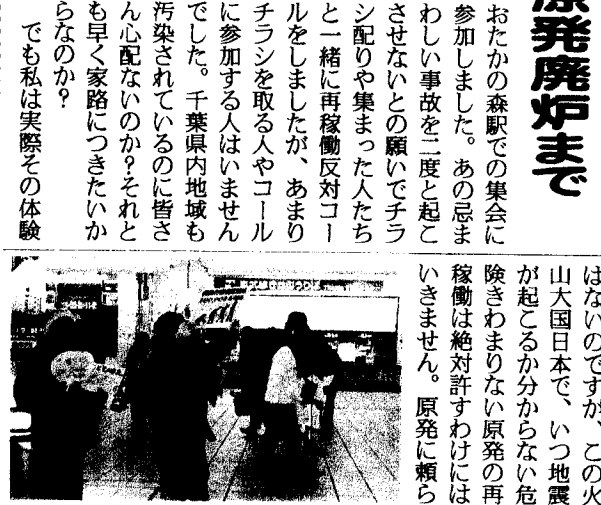 原発廃炉まで
おたかの森駅での集会に
参加しました。あの忌ま
わしい事故を二度と起こ
させないとの願いでチラ
シ配りや集まった人たち
と一緒に再稼働反対コー
ルをしましたが、あまり
チラシを取る人やコール
に参加する人はいません
でした。千葉県内地域も
汚染されているのに皆さ
ん心配ないのか?それと
も早く家路につきたいか
らなのか?
でも私は実際その体験
はないのですが、この火
山大国日本で、いつ地震
が起こるか分からない危
険きわまりない原発の再
稼働は絶対許すわけには
いきません。原発に頼ら